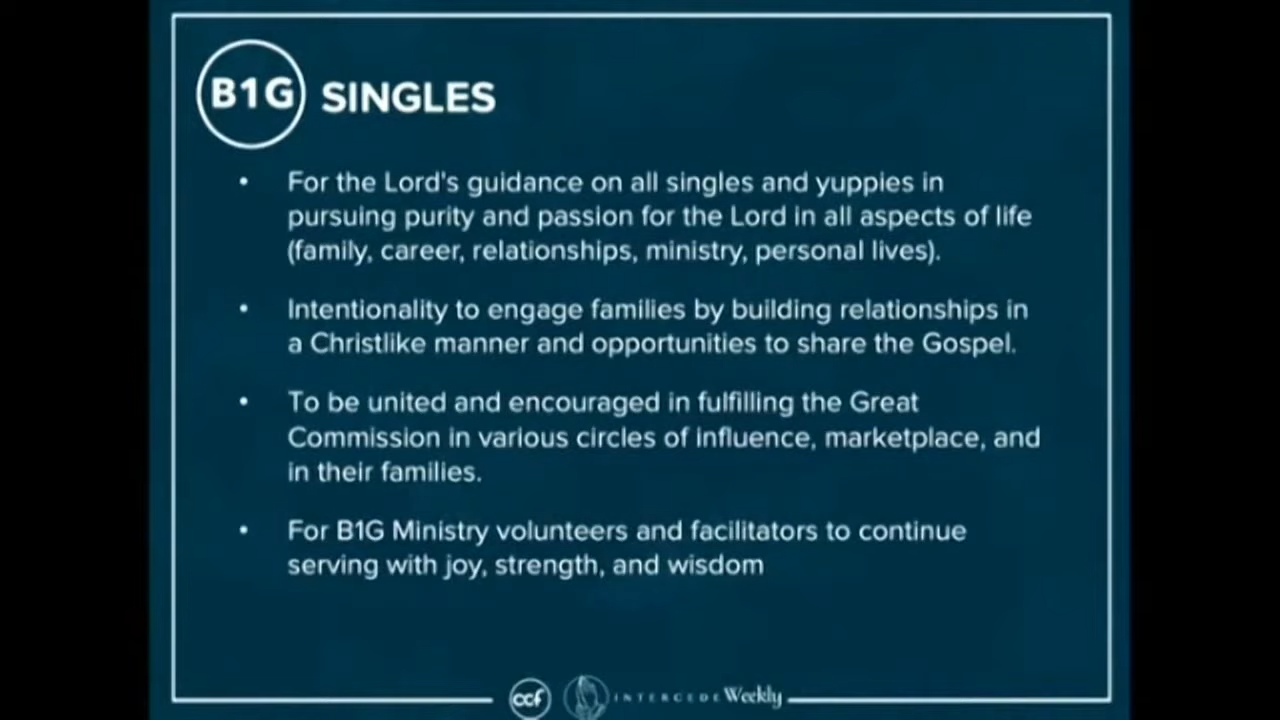 B1G SINGLES
• For the Lord's guidance on all singles and yuppies in
pursuing purity and passion for the Lord in all aspects of life
(family, career, relationships, ministry, personal lives).
• Intentionality to engage families by building relationships in
a Christlike manner and opportunities to share the Gospel.
• To be united and encouraged in fulfilling the Great
Commission in various circles of influence, marketplace, and
in their families.
• For B1G Ministry volunteers and facilitators to continue
serving with joy, strength, and wisdom
ccf INTERCEDE Weekly